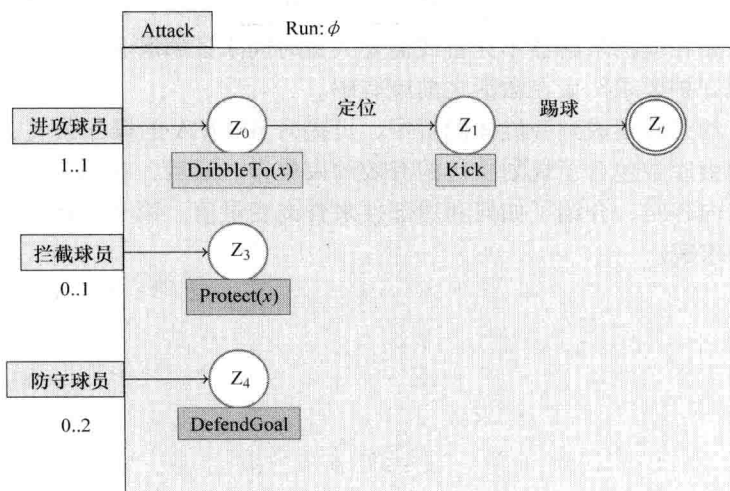 Attack Run: ϕ
定位 踢球
进攻球员 Z₀ Z₁ Zₜ
1..1 DribbleTo(x) Kick
拦截球员 Z₃
0..1 Protect(x)
防守球员 Z₄
0..2 DefendGoal